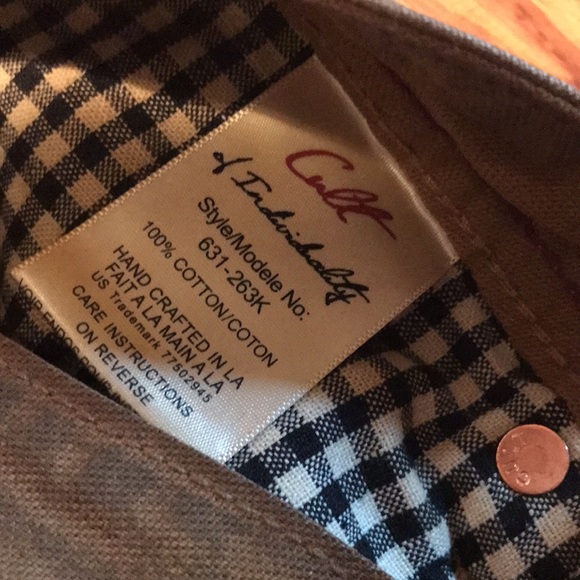 Cult
of Individuality
Style/Modele No:
631-263K
100% COTTON/COTON
HAND CRAFTED IN LA
FAIT A LA MAIN A LA
US Trademark 77502945
CARE INSTRUCTIONS
ON REVERSE